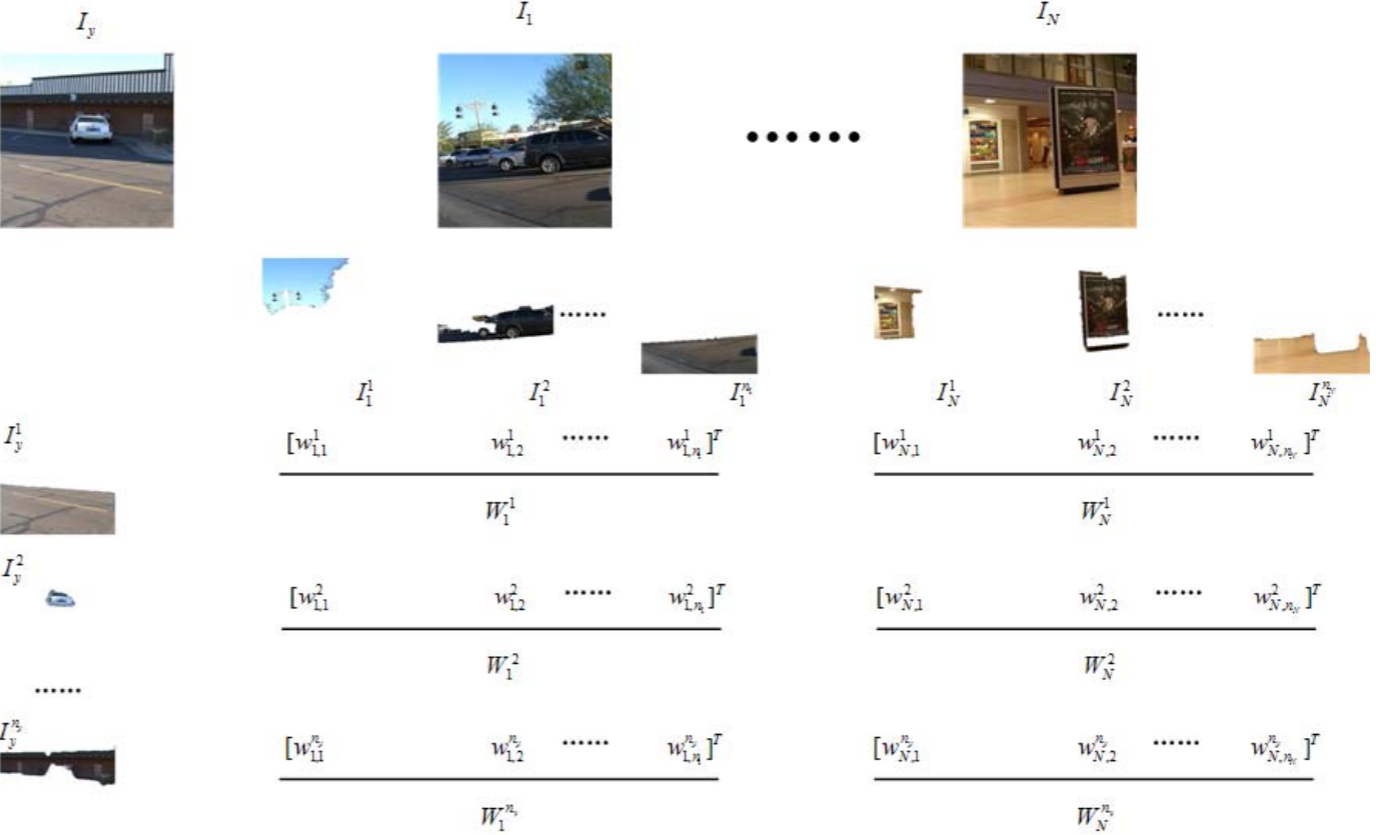 I_y I_1 I_N
•••••• 
...... ......
I_1^1 I_1^2 I_1^{n_1} I_N^1 I_N^2 I_N^{n_N}
I_y^1 [w_{1,1}^1 w_{1,2}^1 ...... w_{1,n_1}^1]^T [w_{N,1}^1 w_{N,2}^1 ...... w_{N,n_N}^1]^T
W_1^1 W_N^1
I_y^2 [w_{1,1}^2 w_{1,2}^2 ...... w_{1,n_1}^2]^T [w_{N,1}^2 w_{N,2}^2 ...... w_{N,n_N}^2]^T
W_1^2 W_N^2
......
I_y^{n_y} [w_{1,1}^{n_y} w_{1,2}^{n_y} ...... w_{1,n_1}^{n_y}]^T [w_{N,1}^{n_y} w_{N,2}^{n_y} ...... w_{N,n_N}^{n_y}]^T
W_1^{n_y} W_N^{n_y}